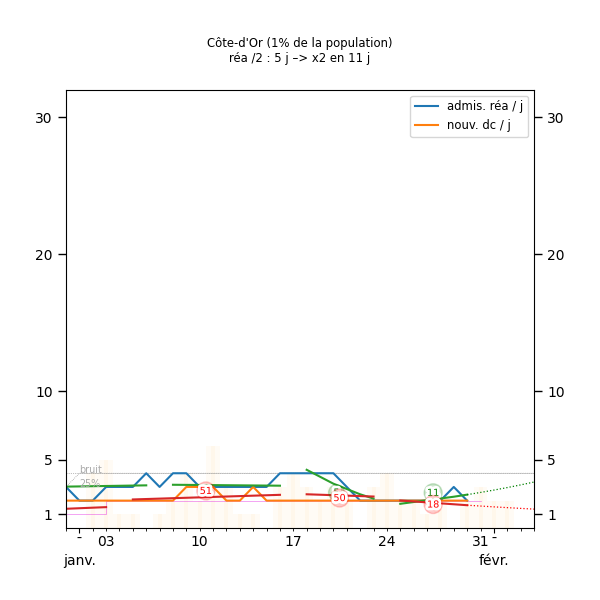 Côte-d'Or (1% de la population)
réa /2 : 5 j –> x2 en 11 j
admis. réa / j
nouv. dc / j
30 30
20 20
10 10
5 5
1 1
bruit
25%
51
50
11
18
03 10 17 24 31
janv. févr.